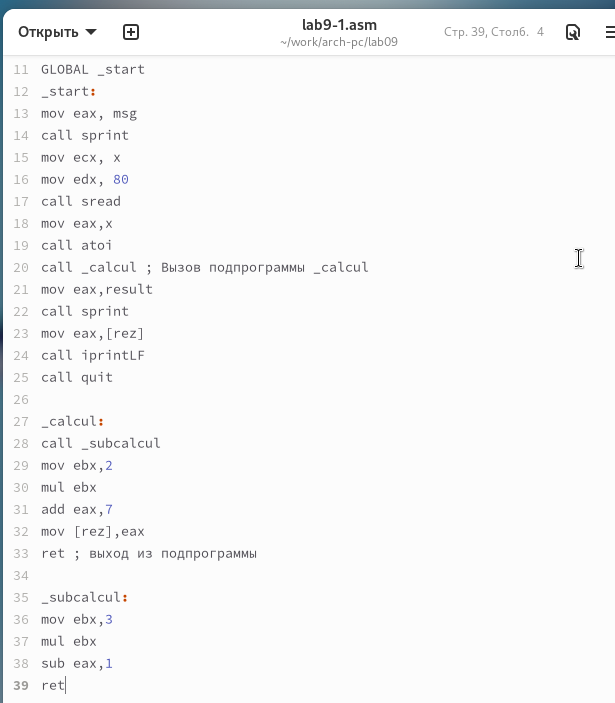 Открыть
lab9-1.asm
~/work/arch-pc/lab09
Стр. 39, Столб. 4
11 GLOBAL _start
12 _start:
13 mov eax, msg
14 call sprint
15 mov ecx, x
16 mov edx, 80
17 call sread
18 mov eax,x
19 call atoi
20 call _calcul ; Вызов подпрограммы _calcul
21 mov eax,result
22 call sprint
23 mov eax,[rez]
24 call iprintLF
25 call quit
26
27 _calcul:
28 call _subcalcul
29 mov ebx,2
30 mul ebx
31 add eax,7
32 mov [rez],eax
33 ret ; выход из подпрограммы
34
35 _subcalcul:
36 mov ebx,3
37 mul ebx
38 sub eax,1
39 ret